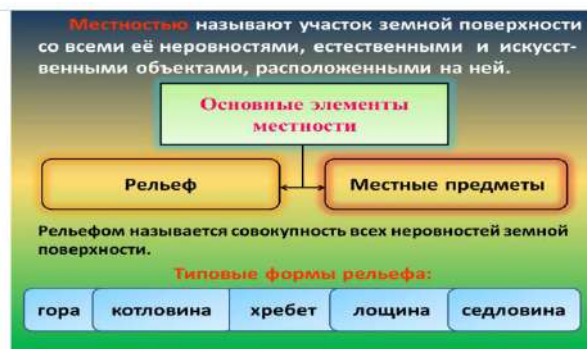 Местностью называют участок земной поверхности
со всеми её неровностями, естественными и искусст-
венными объектами, расположенными на ней.
Основные элементы
местности
Рельеф
Местные предметы
Рельефом называется совокупность всех неровностей земной
поверхности.
Типовые формы рельефа:
гора котловина хребет лощина седловина